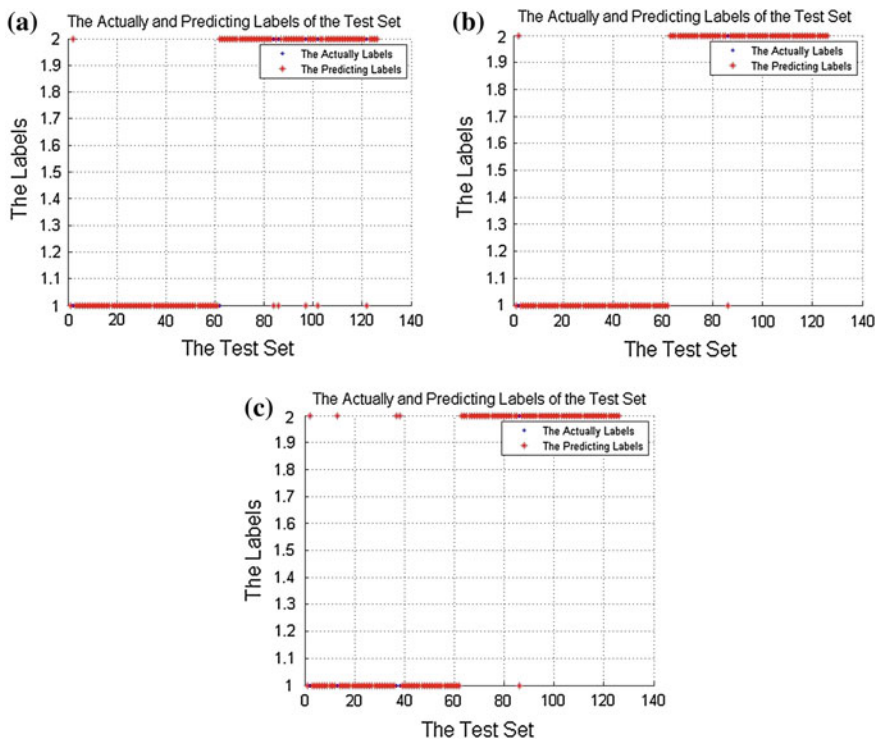 (a)
The Actually and Predicting Labels of the Test Set
The Labels
2
1.9
1.8
1.7
1.6
1.5
1.4
1.3
1.2
1.1
1
The Actually Labels
The Predicting Labels
0 20 40 60 80 100 120 140
The Test Set
(b)
The Actually and Predicting Labels of the Test Set
The Labels
2
1.9
1.8
1.7
1.6
1.5
1.4
1.3
1.2
1.1
1
The Actually Labels
The Predicting Labels
0 20 40 60 80 100 120 140
The Test Set
(c)
The Actually and Predicting Labels of the Test Set
The Labels
2
1.9
1.8
1.7
1.6
1.5
1.4
1.3
1.2
1.1
1
The Actually Labels
The Predicting Labels
0 20 40 60 80 100 120 140
The Test Set